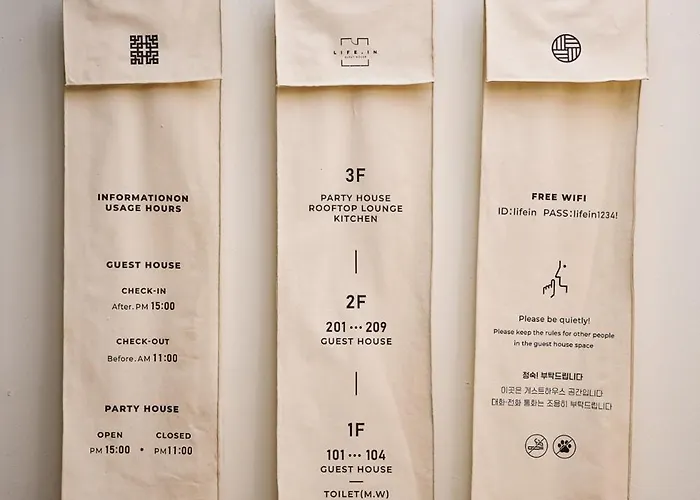 INFORMATIONON
USAGE HOURS
GUEST HOUSE
CHECK-IN
After. PM 15:00
CHECK-OUT
Before. AM 11:00
PARTY HOUSE
OPEN CLOSED
PM 15:00 • PM 11:00
LIFE.IN
GUEST HOUSE
3F
PARTY HOUSE
ROOFTOP LOUNGE
KITCHEN
2F
201 ••• 209
GUEST HOUSE
1F
101 ••• 104
GUEST HOUSE
TOILET(M.W)
FREE WIFI
ID:lifein PASS:lifein1234!
Please be quietly!
Please keep the rules for other people
in the guest house space
정숙! 부탁드립니다
이곳은 게스트하우스 공간입니다
대화·전화 통화는 조용히 부탁드립니다